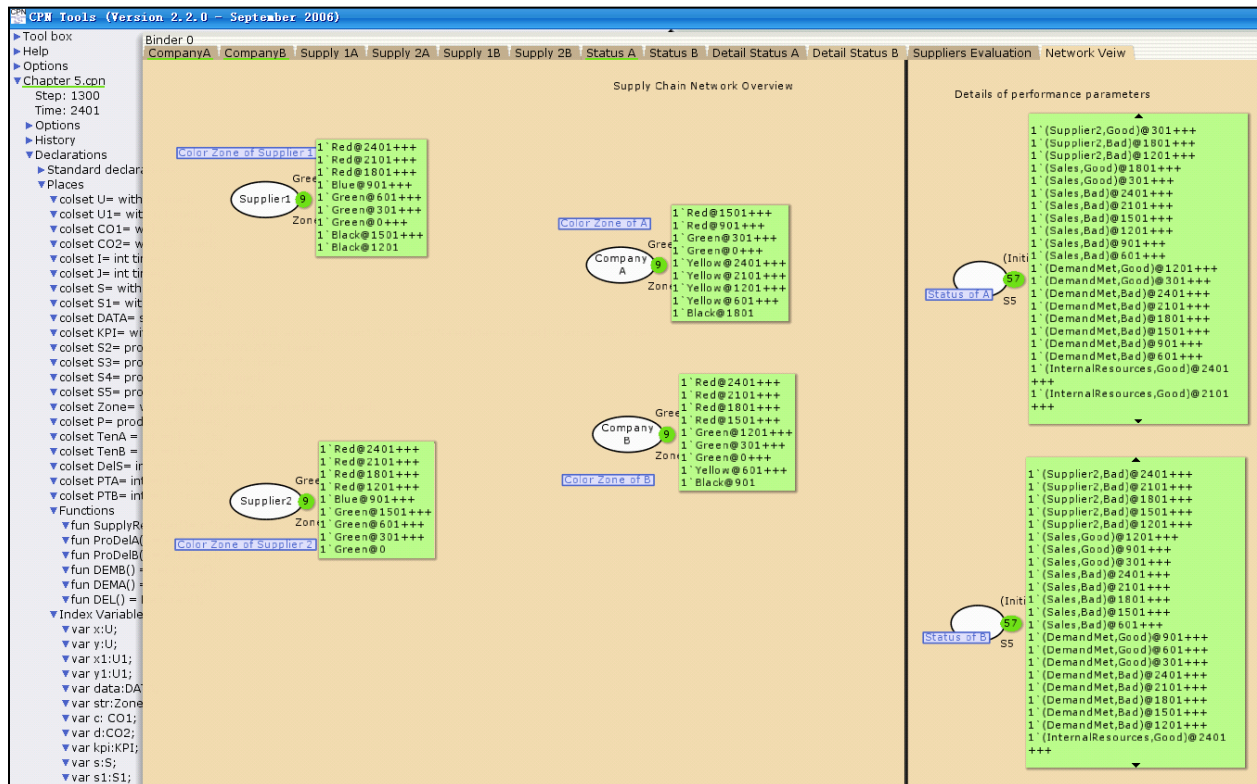 CPN Tools (Version 2.2.0 - September 2006)
Tool box
Help
Options
Chapter 5.cpn
Step: 1300
Time: 2401
Options
History
Declarations
Standard declara
Places
colset U= with
colset U1= wit
colset CO1= w
colset CO2= w
colset I= int tir
colset J= int tir
colset S= with
colset S1= wit
colset DATA= s
colset KPI= wi
colset S2= pro
colset S3= pro
colset S4= pro
colset S5= pro
colset Zone= v
colset P= prod
colset TenA =
colset TenB =
colset DelS= in
colset PTA= int
colset PTB= int
Functions
fun SupplyRe
fun ProDelA(
fun ProDelB(
fun DEMB() =
fun DEMA() =
fun DEL() = I
Index Variable
var x:U;
var y:U;
var x1:U1;
var y1:U1;
var data:DA
var str:Zone
var c: CO1;
var d:CO2;
var kpi:KPI;
var s:S;
var s1:S1;
Binder 0
CompanyA CompanyB Supply 1A Supply 2A Supply 1B Supply 2B Status A Status B Detail Status A Detail Status B Suppliers Evaluation Network Veiw
Supply Chain Network Overview
Color Zone of Supplier 1
Supplier1
9
Gree
Zone
1`Red@2401+++
1`Red@2101+++
1`Red@1801+++
1`Blue@901+++
1`Green@601+++
1`Green@301+++
1`Green@0+++
1`Black@1501+++
1`Black@1201
Color Zone of A
Company
A
9
Gree
Zone
1`Red@1501+++
1`Red@901+++
1`Green@301+++
1`Green@0+++
1`Yellow@2401+++
1`Yellow@2101+++
1`Yellow@1201+++
1`Yellow@601+++
1`Black@1801
Company
B
9
Gree
Zone
Color Zone of B
1`Red@2401+++
1`Red@2101+++
1`Red@1801+++
1`Red@1501+++
1`Green@1201+++
1`Green@301+++
1`Green@0+++
1`Yellow@601+++
1`Black@901
Supplier2
9
Gree
Zone
Color Zone of Supplier 2
1`Red@2401+++
1`Red@2101+++
1`Red@1801+++
1`Red@1201+++
1`Blue@901+++
1`Green@1501+++
1`Green@601+++
1`Green@301+++
1`Green@0
Details of performance parameters
(Initi
57
Status of A
S5
1`(Supplier2,Good)@301+++
1`(Supplier2,Bad)@1801+++
1`(Supplier2,Bad)@1201+++
1`(Sales,Good)@1801+++
1`(Sales,Good)@301+++
1`(Sales,Bad)@2401+++
1`(Sales,Bad)@2101+++
1`(Sales,Bad)@1501+++
1`(Sales,Bad)@1201+++
1`(Sales,Bad)@901+++
1`(Sales,Bad)@601+++
1`(DemandMet,Good)@1201+++
1`(DemandMet,Good)@301+++
1`(DemandMet,Bad)@2401+++
1`(DemandMet,Bad)@2101+++
1`(DemandMet,Bad)@1801+++
1`(DemandMet,Bad)@1501+++
1`(DemandMet,Bad)@901+++
1`(DemandMet,Bad)@601+++
1`(InternalResources,Good)@2401
+++
1`(InternalResources,Good)@2101
+++
(Initi
57
Status of B
S5
1`(Supplier2,Bad)@2401+++
1`(Supplier2,Bad)@2101+++
1`(Supplier2,Bad)@1801+++
1`(Supplier2,Bad)@1501+++
1`(Supplier2,Bad)@1201+++
1`(Sales,Good)@1201+++
1`(Sales,Good)@901+++
1`(Sales,Good)@301+++
1`(Sales,Bad)@2401+++
1`(Sales,Bad)@2101+++
1`(Sales,Bad)@1801+++
1`(Sales,Bad)@1501+++
1`(Sales,Bad)@601+++
1`(DemandMet,Good)@901+++
1`(DemandMet,Good)@601+++
1`(DemandMet,Good)@301+++
1`(DemandMet,Bad)@2401+++
1`(DemandMet,Bad)@2101+++
1`(DemandMet,Bad)@1801+++
1`(DemandMet,Bad)@1501+++
1`(DemandMet,Bad)@1201+++
1`(InternalResources,Good)@2401
+++